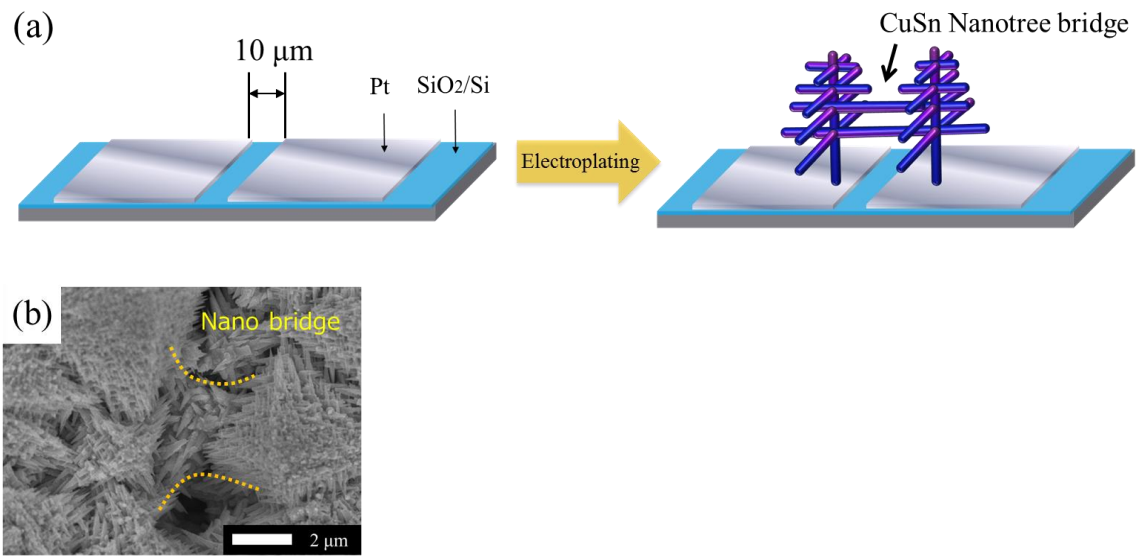 (a)
10 μm
Pt
SiO2/Si
Electroplating
CuSn Nanotree bridge
(b)
Nano bridge
2 μm